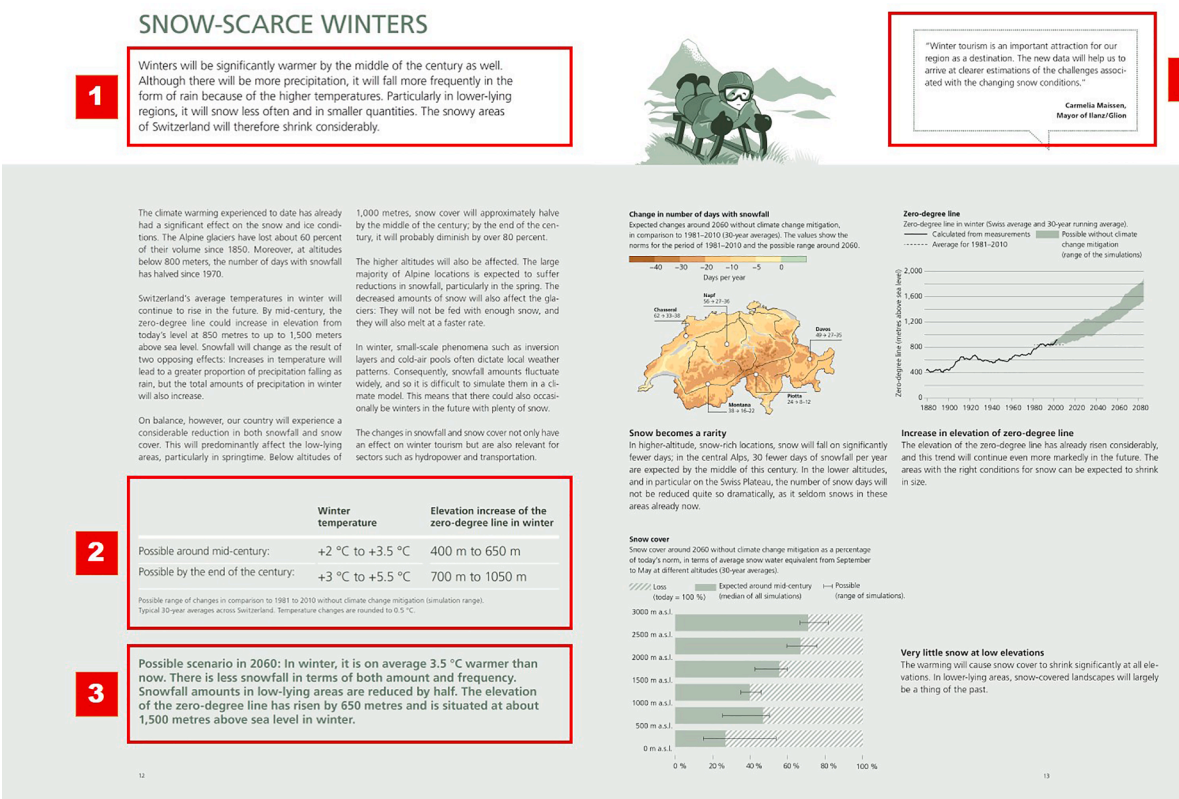 SNOW-SCARCE WINTERS
1
Winters will be significantly warmer by the middle of the century as well.
Although there will be more precipitation, it will fall more frequently in the
form of rain because of the higher temperatures. Particularly in lower-lying
regions, it will snow less often and in smaller quantities. The snowy areas
of Switzerland will therefore shrink considerably.
"Winter tourism is an important attraction for our
region as a destination. The new data will help us to
arrive at clearer estimations of the challenges associ-
ated with the changing snow conditions."
Carmelia Maissen,
Mayor of Ilanz/Glion
The climate warming experienced to date has already
had a significant effect on the snow and ice condi-
tions. The Alpine glaciers have lost about 60 percent
of their volume since 1850. Moreover, at altitudes
below 800 meters, the number of days with snowfall
has halved since 1970.
Switzerland's average temperatures in winter will
continue to rise in the future. By mid-century, the
zero-degree line could increase in elevation from
today's level at 850 metres to up to 1,500 meters
above sea level. Snowfall will change as the result of
two opposing effects: Increases in temperature will
lead to a greater proportion of precipitation falling as
rain, but the total amounts of precipitation in winter
will also increase.
On balance, however, our country will experience a
considerable reduction in both snowfall and snow
cover. This will predominantly affect the low-lying
areas, particularly in springtime. Below altitudes of
1,000 metres, snow cover will approximately halve
by the middle of the century; by the end of the cen-
tury, it will probably diminish by over 80 percent.
The higher altitudes will also be affected. The large
majority of Alpine locations is expected to suffer
reductions in snowfall, particularly in the spring. The
decreased amounts of snow will also affect the gla-
ciers: They will not be fed with enough snow, and
they will also melt at a faster rate.
In winter, small-scale phenomena such as inversion
layers and cold-air pools often dictate local weather
patterns. Consequently, snowfall amounts fluctuate
widely, and so it is difficult to simulate them in a cli-
mate model. This means that there could also occasi-
onally be winters in the future with plenty of snow.
The changes in snowfall and snow cover not only have
an effect on winter tourism but are also relevant for
sectors such as hydropower and transportation.
2
Winter temperature
Elevation increase of the zero-degree line in winter
Possible around mid-century: +2 °C to +3.5 °C 400 m to 650 m
Possible by the end of the century: +3 °C to +5.5 °C 700 m to 1050 m
Possible range of changes in comparison to 1981 to 2010 without climate change mitigation (simulation range).
Typical 30-year averages across Switzerland. Temperature changes are rounded to 0.5 °C.
3
Possible scenario in 2060: In winter, it is on average 3.5 °C warmer than
now. There is less snowfall in terms of both amount and frequency.
Snowfall amounts in low-lying areas are reduced by half. The elevation
of the zero-degree line has risen by 650 metres and is situated at about
1,500 metres above sea level in winter.
12
Change in number of days with snowfall
Expected changes around 2060 without climate change mitigation,
in comparison to 1981–2010 (30-year averages). The values show the
norms for the period of 1981–2010 and the possible range around 2060.
−40 −30 −20 −10 −5 0
Days per year
Napf
56 → 27–36
Chasseral
62 → 33–38
Davos
→ 27–35
Piotta
24 → 8–12
Montana
38 → 16–22
Snow becomes a rarity
In higher-altitude, snow-rich locations, snow will fall on significantly
fewer days; in the central Alps, 30 fewer days of snowfall per year
are expected by the middle of this century. In the lower altitudes,
and in particular on the Swiss Plateau, the number of snow days will
not be reduced quite so dramatically, as it seldom snows in these
areas already now.
Zero-degree line
Zero-degree line in winter (Swiss average and 30-year running average).
Calculated from measurements
Average for 1981–2010
Possible without climate
change mitigation
(range of the simulations)
Zero-degree line (metres above sea level)
2,000
1,600
1,200
800
400
0
1880 1900 1920 1940 1960 1980 2000 2020 2040 2060 2080
Increase in elevation of zero-degree line
The elevation of the zero-degree line has already risen considerably,
and this trend will continue even more markedly in the future. The
areas with the right conditions for snow can be expected to shrink
in size.
Snow cover
Snow cover around 2060 without climate change mitigation as a percentage
of today's norm, in terms of average snow water equivalent from September
to May at different altitudes (30-year averages).
Loss
(today = 100 %)
Expected around mid-century
(median of all simulations)
Possible
(range of simulations).
3000 m a.s.l.
2500 m a.s.l.
2000 m a.s.l.
1500 m a.s.l.
1000 m a.s.l.
500 m a.s.l.
0 m a.s.l.
0 % 20 % 40 % 60 % 80 % 100 %
Very little snow at low elevations
The warming will cause snow cover to shrink significantly at all ele-
vations. In lower-lying areas, snow-covered landscapes will largely
be a thing of the past.
13